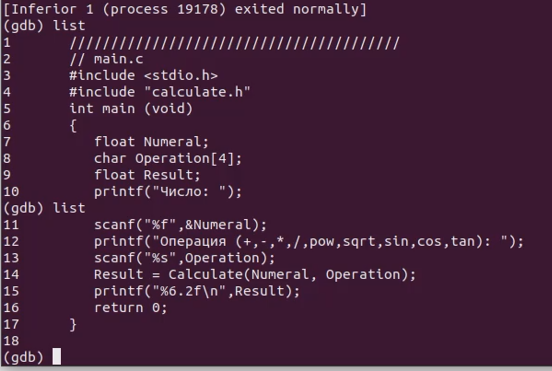 [Inferior 1 (process 19178) exited normally]
(gdb) list
1       ////////////////////////////////////////
2       // main.c
3       #include <stdio.h>
4       #include "calculate.h"
5       int main (void)
6       {
7          float Numeral;
8          char Operation[4];
9          float Result;
10         printf("Число: ");
(gdb) list
11         scanf("%f",&Numeral);
12         printf("Операция (+,-,*,/,pow,sqrt,sin,cos,tan): ");
13         scanf("%s",Operation);
14         Result = Calculate(Numeral, Operation);
15         printf("%6.2f\n",Result);
16         return 0;
17      }
18
(gdb)